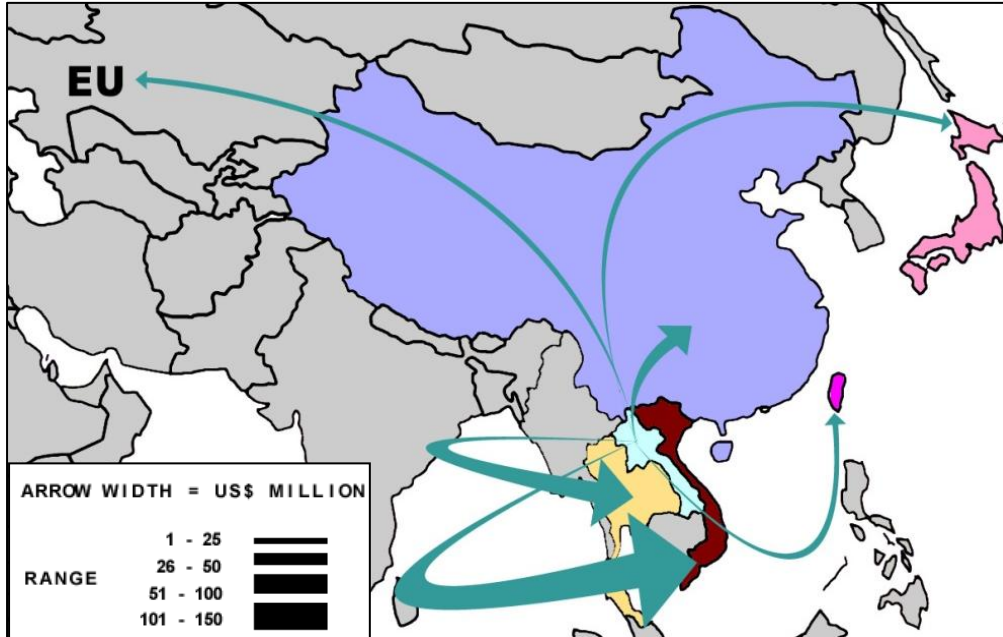 EU
ARROW WIDTH = US$ MILLION
RANGE
1 - 25
26 - 50
51 - 100
101 - 150